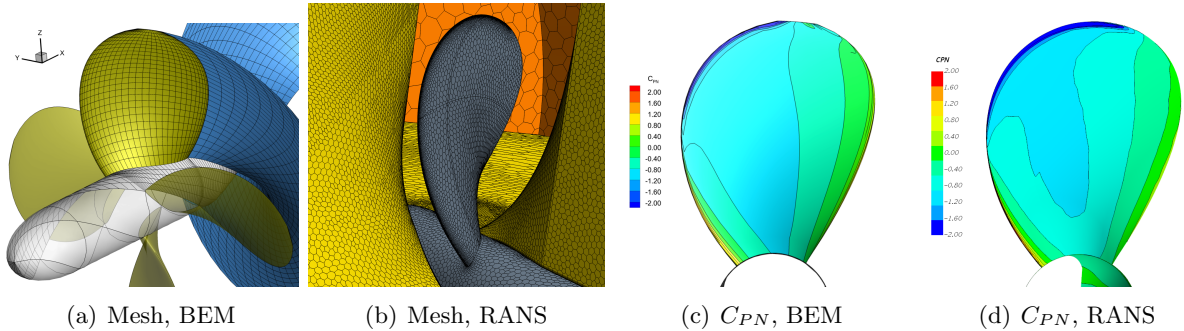 Z
Y
X
C_PN
2.00
1.60
1.20
0.80
0.40
0.00
-0.40
-0.80
-1.20
-1.60
-2.00
CPN
2.00
1.60
1.20
0.80
0.40
0.00
-0.40
-0.80
-1.20
-1.60
-2.00
(a) Mesh, BEM
(b) Mesh, RANS
(c) C_PN, BEM
(d) C_PN, RANS